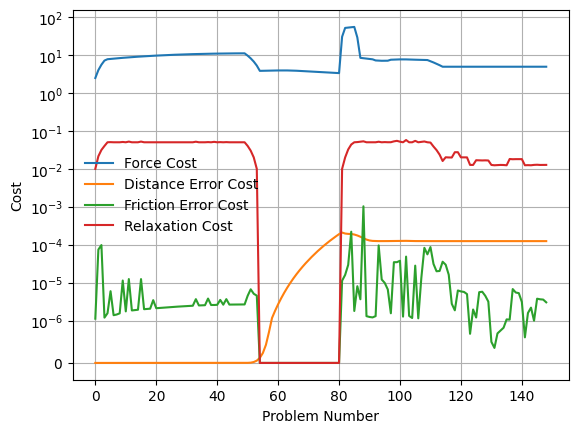 10^2
10^1
10^0
10^-1
10^-2
10^-3
10^-4
10^-5
10^-6
0
Cost
Force Cost
Distance Error Cost
Friction Error Cost
Relaxation Cost
0 20 40 60 80 100 120 140
Problem Number